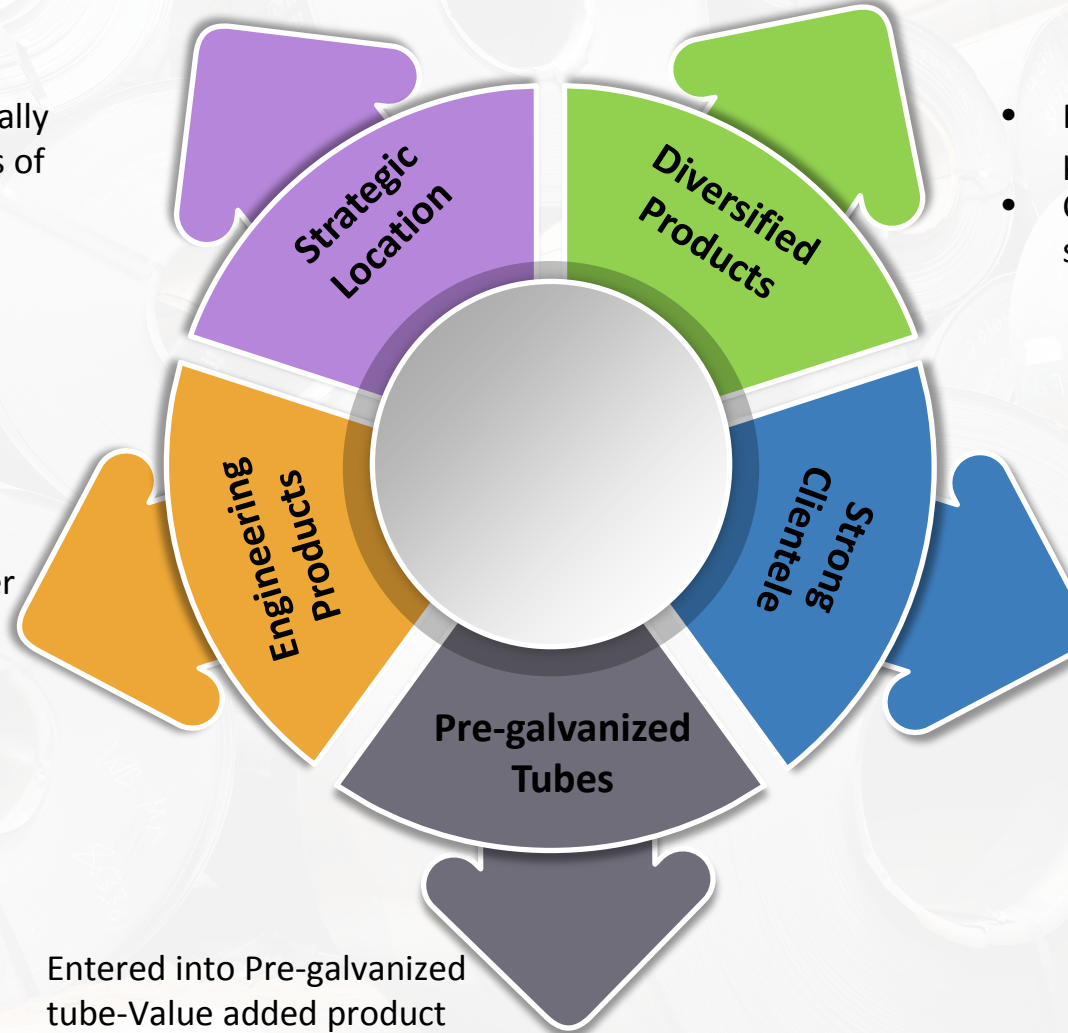 ally
s of
Strategic
Location
Diversified
Products
•
•
Engineering
Products
er
Strong
Clientele
Pre-galvanized
Tubes
Entered into Pre-galvanized
tube-Value added product